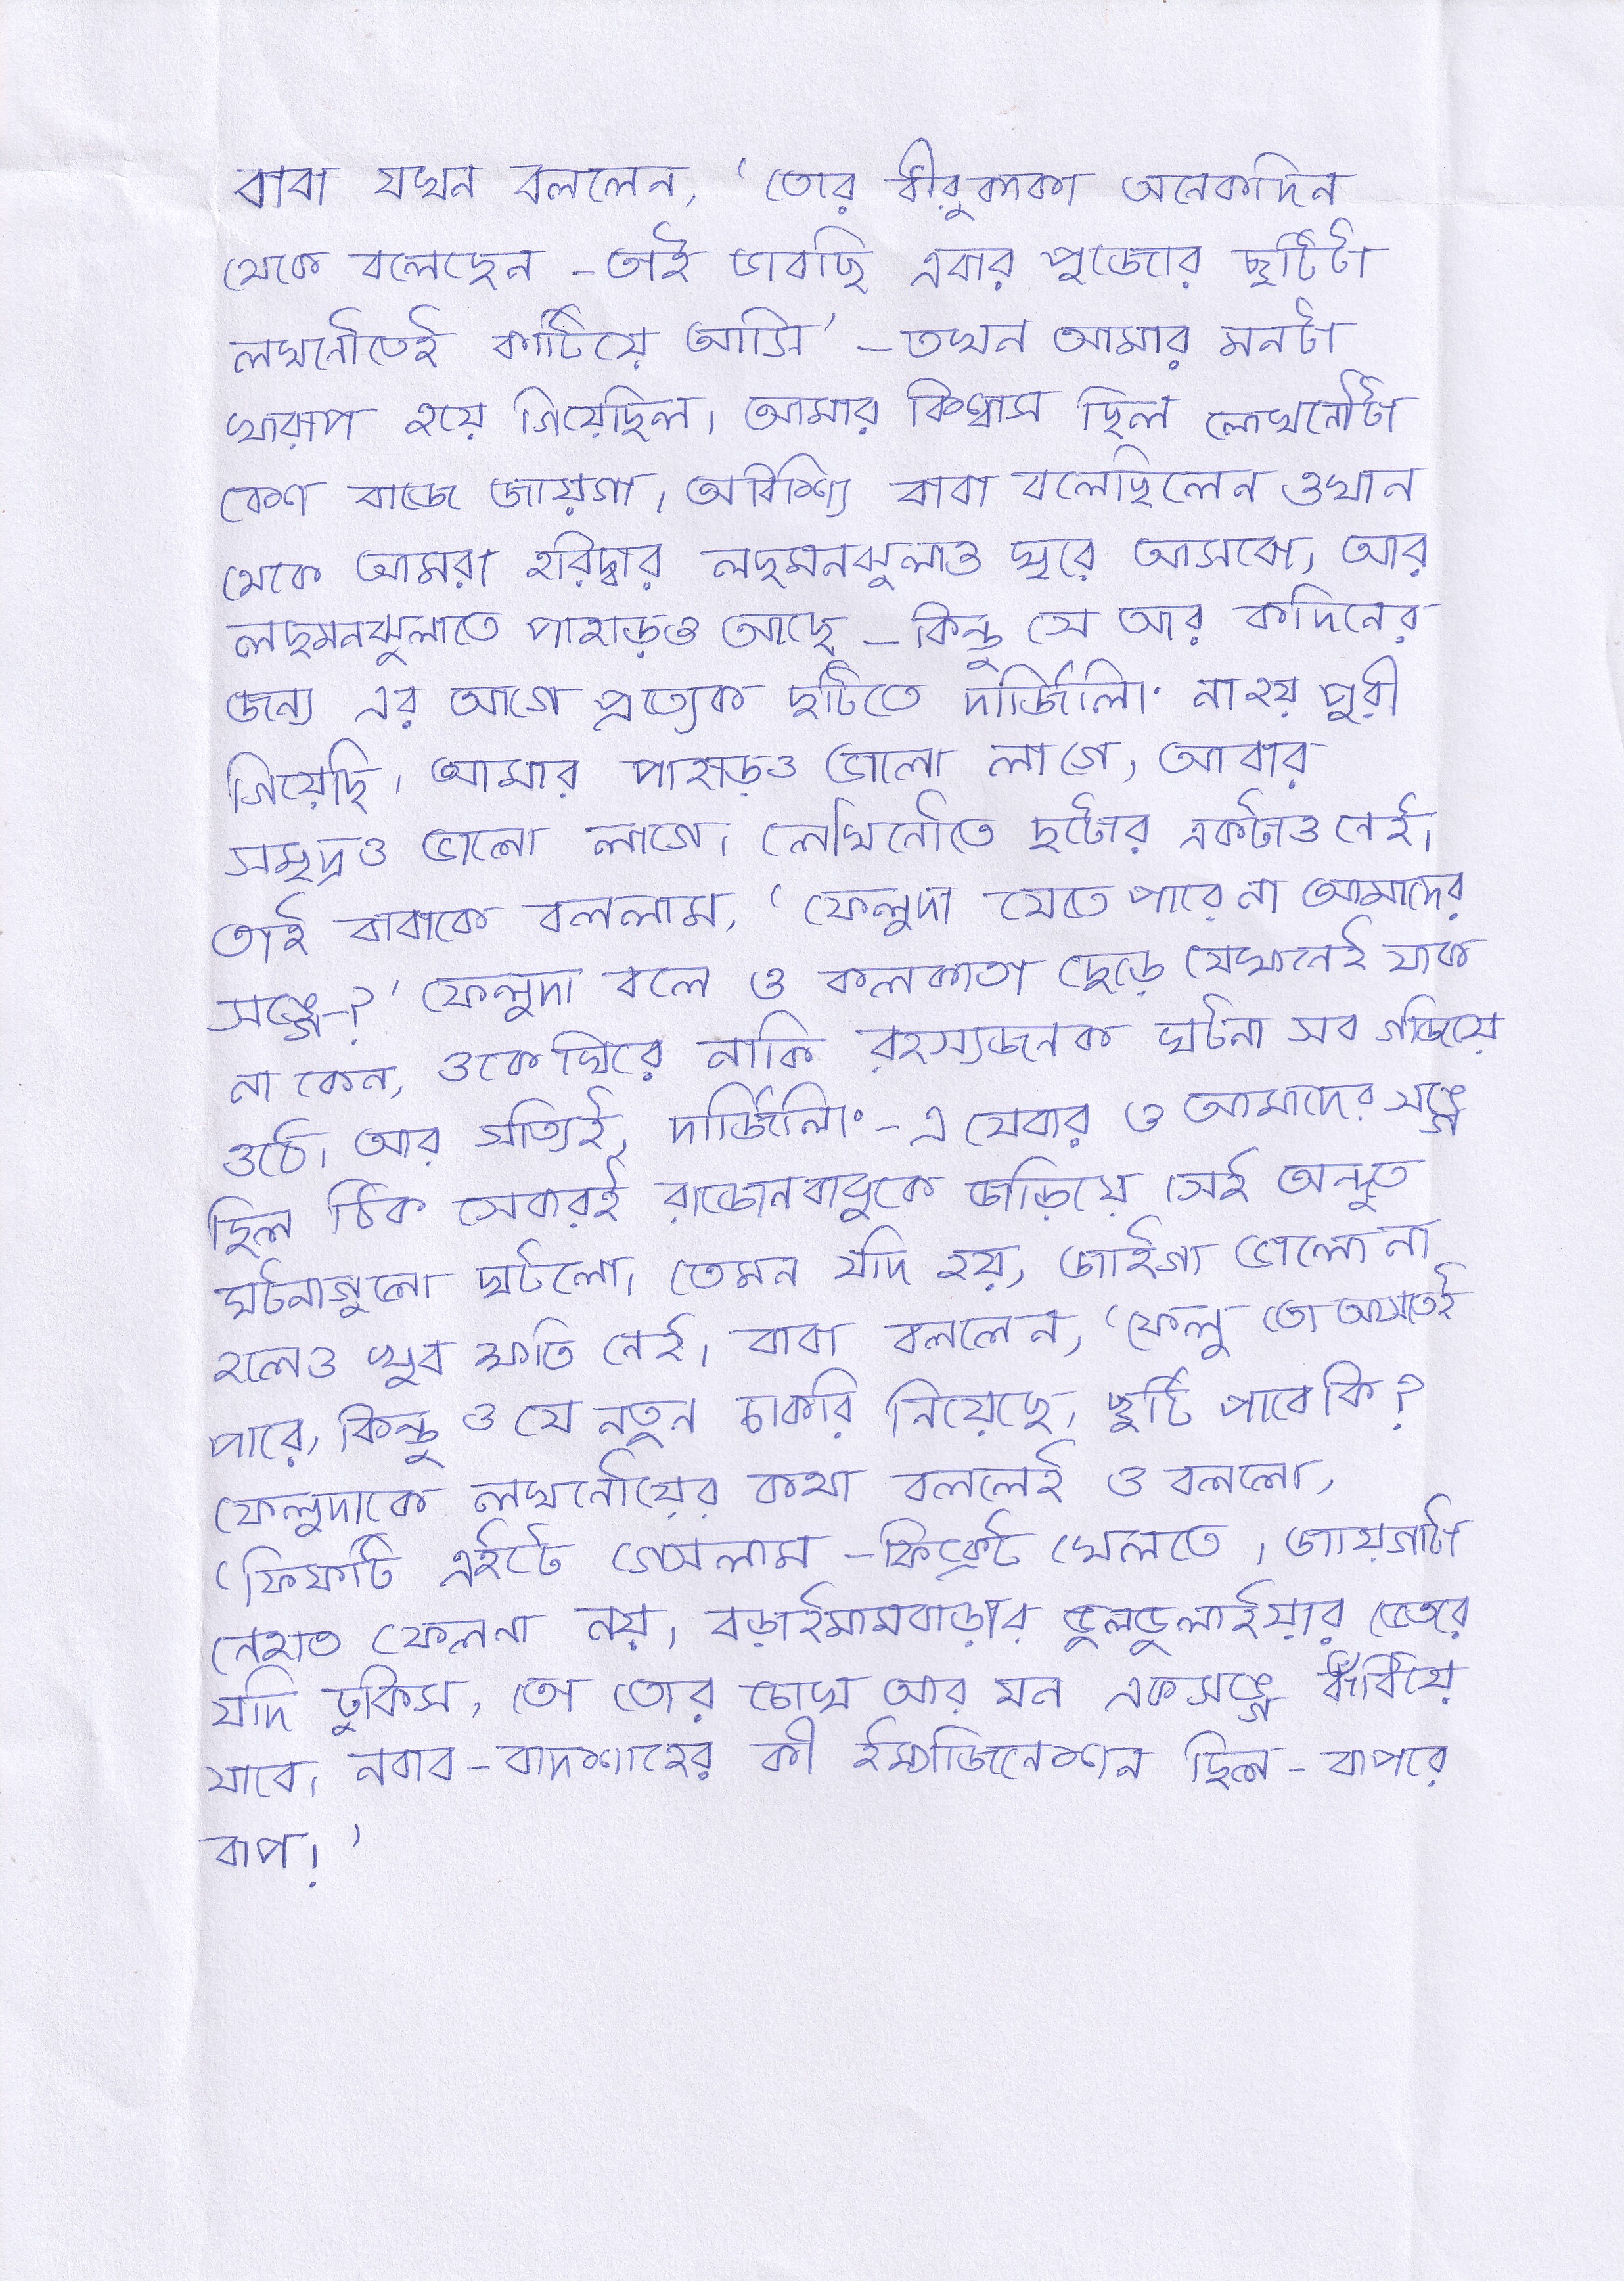 বাবা যখন বললেন, ‘তোর ধীরুকাকা অনেকদিন
থেকে বলেছেন – তাই ভাবছি এবার পুজোর ছুটিটা
লখনৌতেই কাটিয়ে আসি’ – তখন আমার মনটা
খারাপ হয়ে গিয়েছিল। আমার বিশ্বাস ছিল লোখনৌটা
বেশ বাজে জায়গা। অবিশ্যি বাবা বলেছিলেন ওখান
থেকে আমরা হরিদ্বার লছমনঝুলাও ঘুরে আসবো, আর
লছমনঝুলাতে পাহাড়ও আছে – কিন্তু সে আর কদিনের
জন্য এর আগে প্রত্যেক ছুটিতে দার্জিলিং না হয় পুরী
গিয়েছি। আমার পাহাড়ও ভালো লাগে, আবার
সমুদ্রও ভালো লাগে। লেখিনৌতে দুটোর একটাও নেই।
তাই বাবাকে বললাম, ‘ফেলুদা যেতে পারে না আমাদের
সঙ্গে-?’ ফেলুদা বলে ও কলকাতা ছেড়ে যেখানেই যাক
না কেন, ওকে ঘিরে নাকি রহস্যজনক ঘটনা সব গজিয়ে
ওঠে। আর সত্যিই, দার্জিলিং-এ যেবার ও আমাদের সঙ্গে
ছিল ঠিক সেবারই রাজেনবাবুকে জড়িয়ে সেই অদ্ভুত
ঘটনাগুলো ঘটলো। তেমন যদি হয়, জাইগা ভালো না
হলেও খুব ক্ষতি নেই। বাবা বললেন, ‘ফেলু তো আসতেই
পারে, কিন্তু ও যে নতুন চাকরি নিয়েছে, ছুটি পাবে কি?
ফেলুদাকে লখনৌয়ের কথা বললেই ও বললো,
‘ফিফটি এইটে গেসলাম – ক্রিকেট খেলতে। জায়গাটা
নেহাত ফেলনা নয়। বড়াইমামবাড়ার ভুলভুলাইয়ার ভেতরে
যদি ঢুকিস, তো তোর চোখ আর মন একসঙ্গে ধাঁধিয়ে
যাবে। নবাব-বাদশাহের কী ইম্যাজিনেশন ছিল – বাপরে
বাপ।’